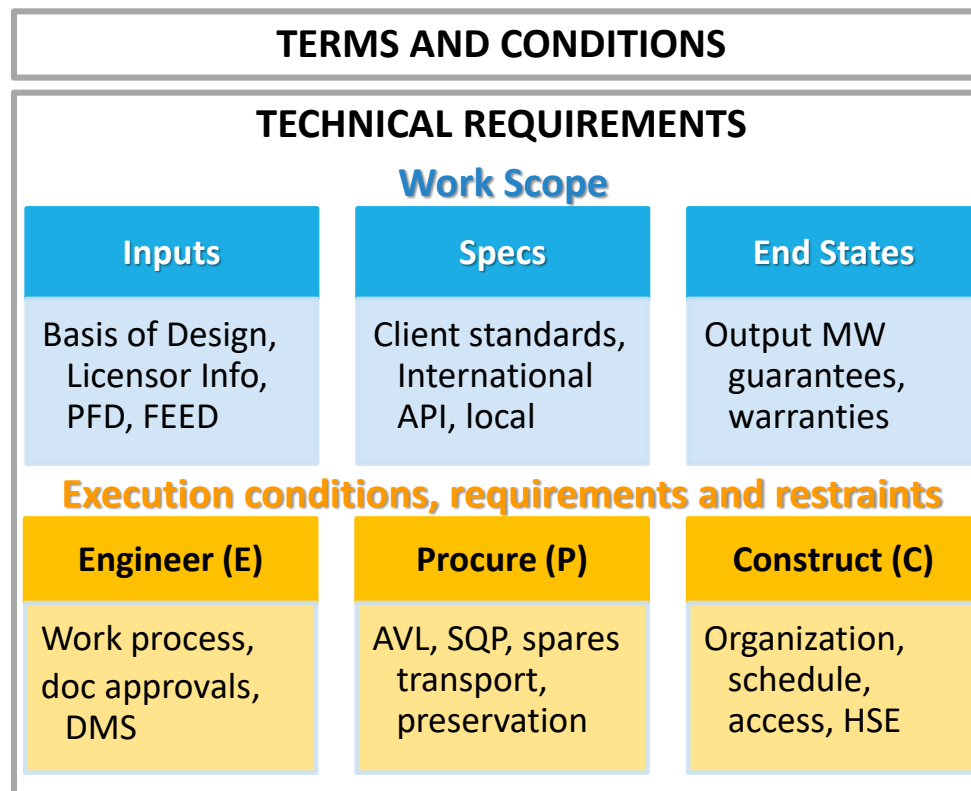 TERMS AND CONDITIONS
TECHNICAL REQUIREMENTS
Work Scope
Inputs
Basis of Design,
Licensor Info,
PFD, FEED
Specs
Client standards,
International
API, local
End States
Output MW
guarantees,
warranties
Execution conditions, requirements and restraints
Engineer (E)
Work process,
doc approvals,
DMS
Procure (P)
AVL, SQP, spares
transport,
preservation
Construct (C)
Organization,
schedule,
access, HSE